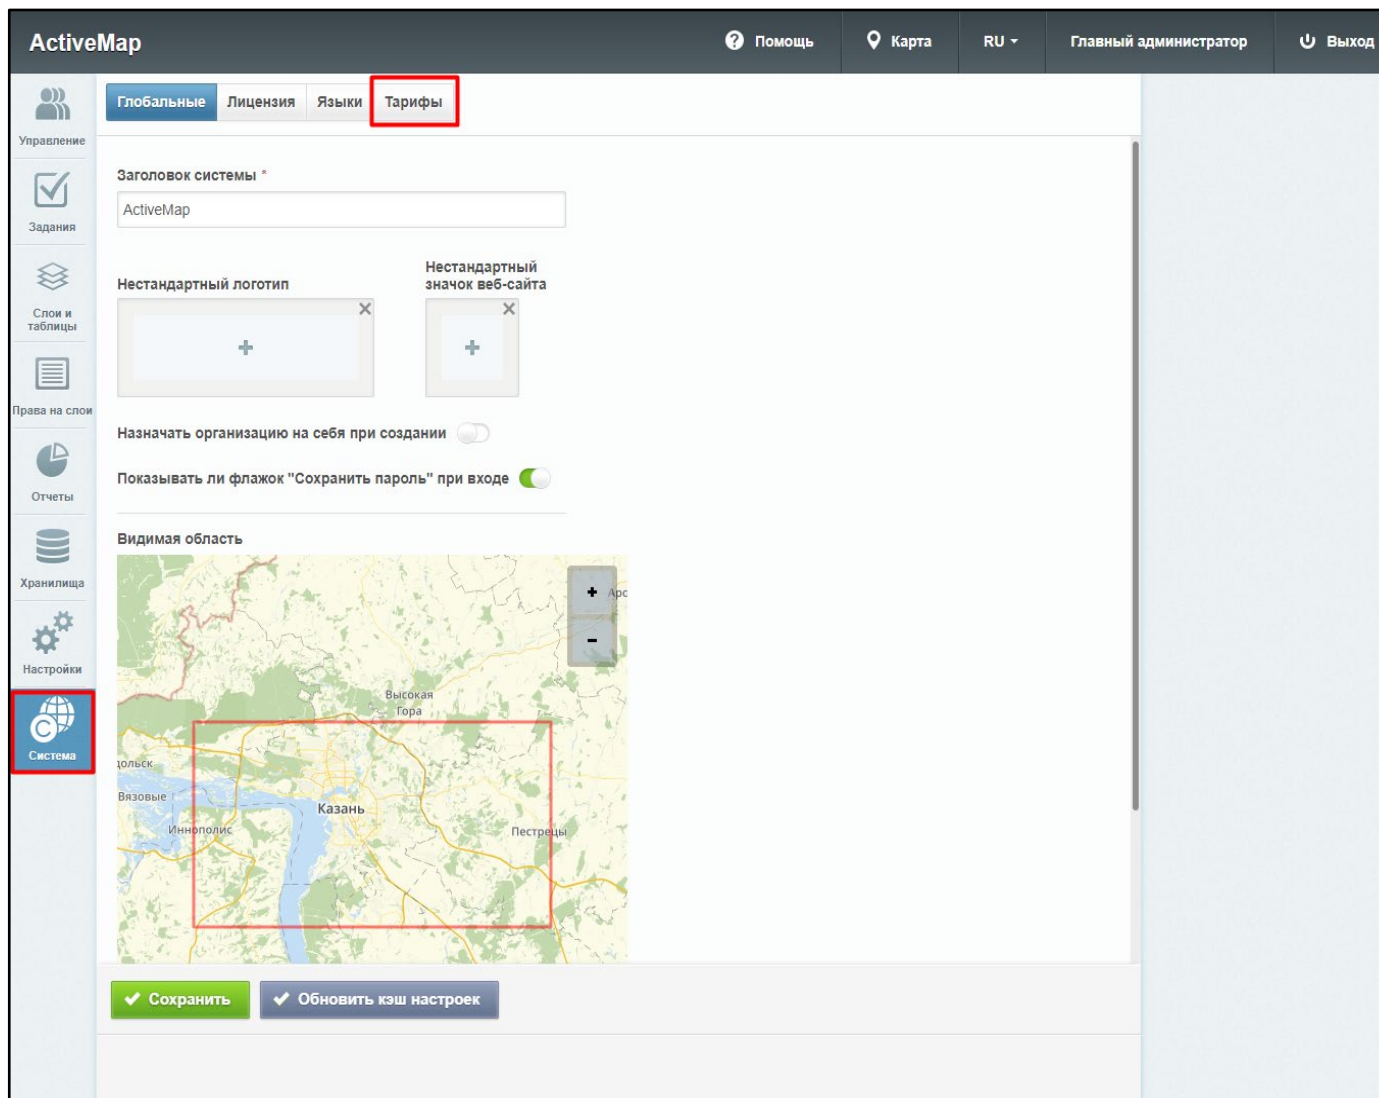 ActiveMap
Помощь
Карта
RU
Главный администратор
Выход
Управление
Задания
Слои и
таблицы
Права на слои
Отчеты
Хранилища
Настройки
Система
Глобальные
Лицензия
Языки
Тарифы
Заголовок системы *
ActiveMap
Нестандартный логотип
Нестандартный
значок веб-сайта
Назначать организацию на себя при создании
Показывать ли флажок "Сохранить пароль" при входе
Видимая область
+
Арс
-
Высокая
Гора
дольск
Вязовые
Казань
Иннополис
Пестрецы
Сохранить
Обновить кэш настроек